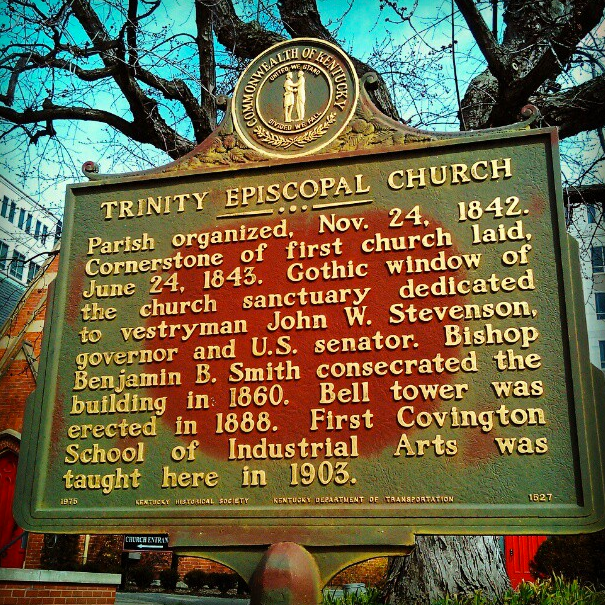 COMMONWEALTH OF KENTUCKY
UNITED WE STAND
DIVIDED WE FALL
TRINITY EPISCOPAL CHURCH
Parish organized, Nov. 24, 1842.
Cornerstone of first church laid,
June 24, 1843. Gothic window of
the church sanctuary dedicated
to vestryman John W. Stevenson,
governor and U.S. senator. Bishop
Benjamin B. Smith consecrated the
building in 1860. Bell tower was
erected in 1888. First Covington
School of Industrial Arts was
taught here in 1903.
1975 KENTUCKY HISTORICAL SOCIETY KENTUCKY DEPARTMENT OF TRANSPORTATION 1527
CHURCH ENTRAN